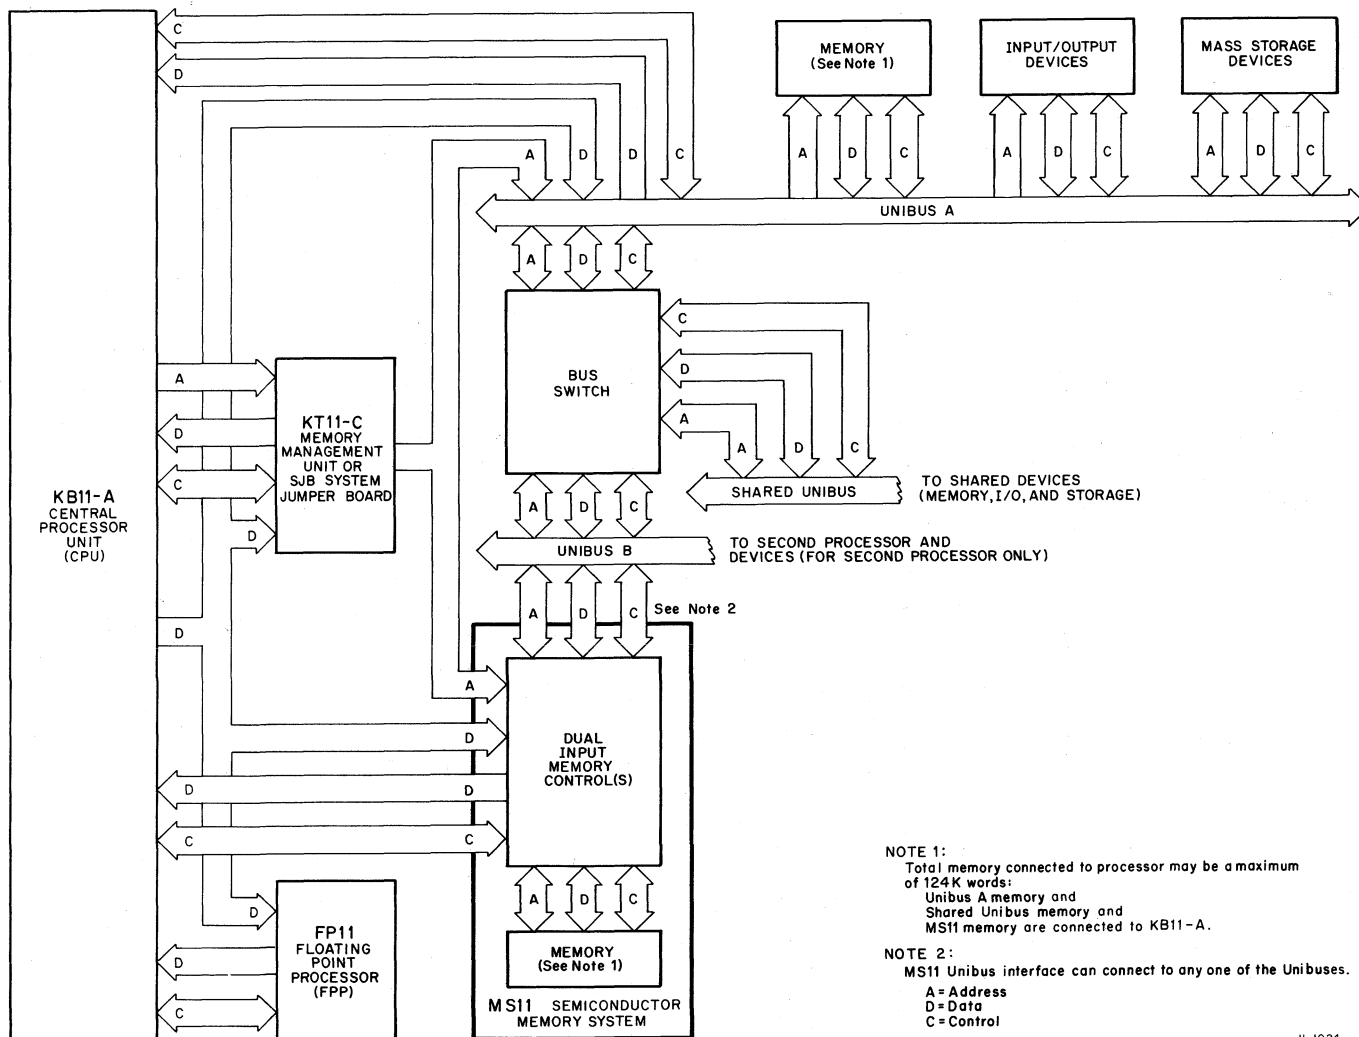 C
D
MEMORY
(See Note 1)
INPUT/OUTPUT
DEVICES
MASS STORAGE
DEVICES
A D D C
A D C
A D C
A D C
UNIBUS A
A D C
BUS
SWITCH
C
D
A
A D C
SHARED UNIBUS
TO SHARED DEVICES
(MEMORY, I/O, AND STORAGE)
A
D
C
D
KT11-C
MEMORY
MANAGEMENT
UNIT OR
SJB SYSTEM
JUMPER BOARD
KB11-A
CENTRAL
PROCESSOR
UNIT
(CPU)
A D C
UNIBUS B
TO SECOND PROCESSOR AND
DEVICES (FOR SECOND PROCESSOR ONLY)
A D C
See Note 2
D
A
D
D D
C C
DUAL
INPUT
MEMORY
CONTROL(S)
A D C
MEMORY
(See Note 1)
MS11 SEMICONDUCTOR
MEMORY SYSTEM
D
D
C
FP11
FLOATING
POINT
PROCESSOR
(FPP)
NOTE 1:
Total memory connected to processor may be a maximum
of 124K words:
Unibus A memory and
Shared Unibus memory and
MS11 memory are connected to KB11-A.
NOTE 2:
MS11 Unibus interface can connect to any one of the Unibuses.
A = Address
D = Data
C = Control